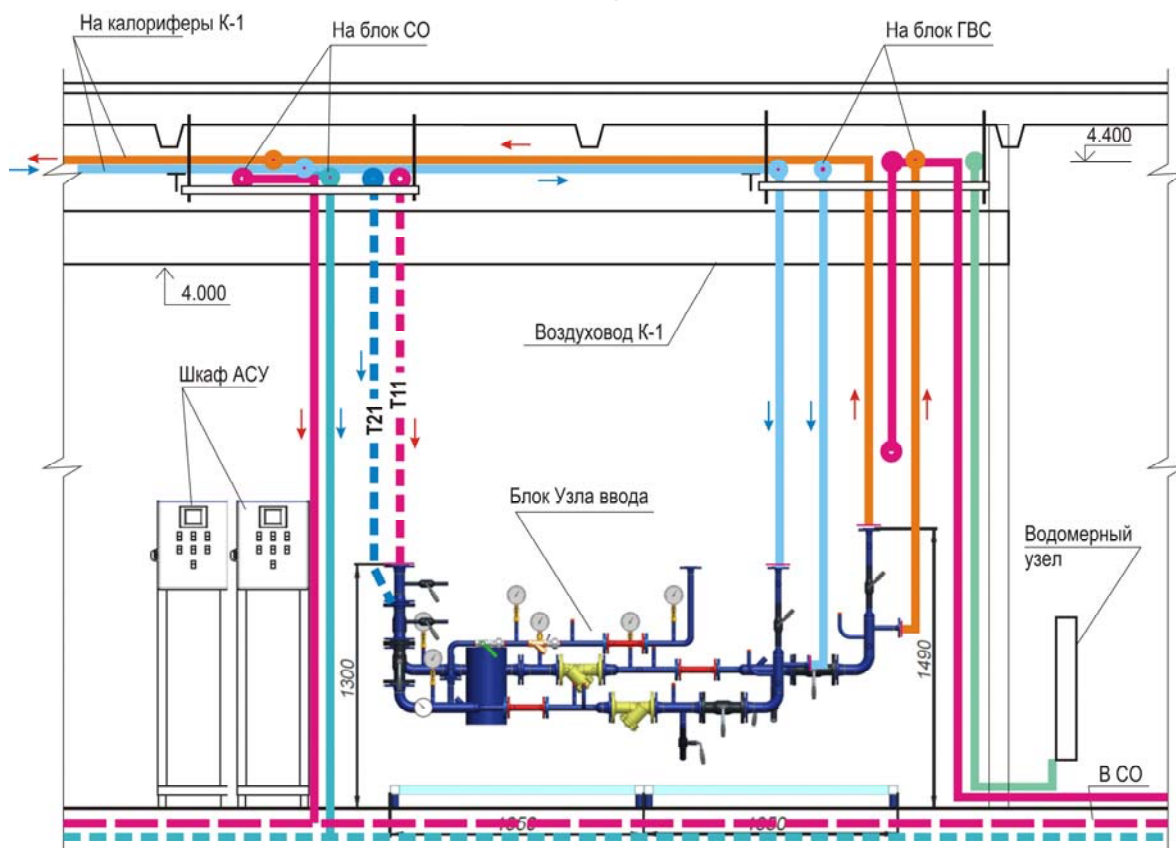 На калориферы К-1
На блок СО
На блок ГВС
4.400
4.000
Воздуховод К-1
Шкаф АСУ
Т21
Т11
Блок Узла ввода
Водомерный
узел
1300
1490
В СО